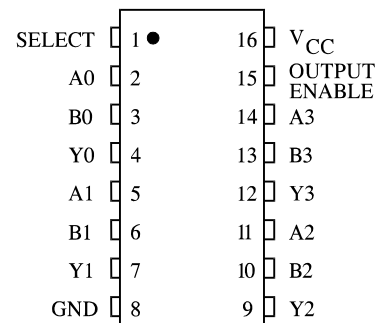 SELECT 1 16 VCC
A0 2 15 OUTPUT ENABLE
B0 3 14 A3
Y0 4 13 B3
A1 5 12 Y3
B1 6 11 A2
Y1 7 10 B2
GND 8 9 Y2